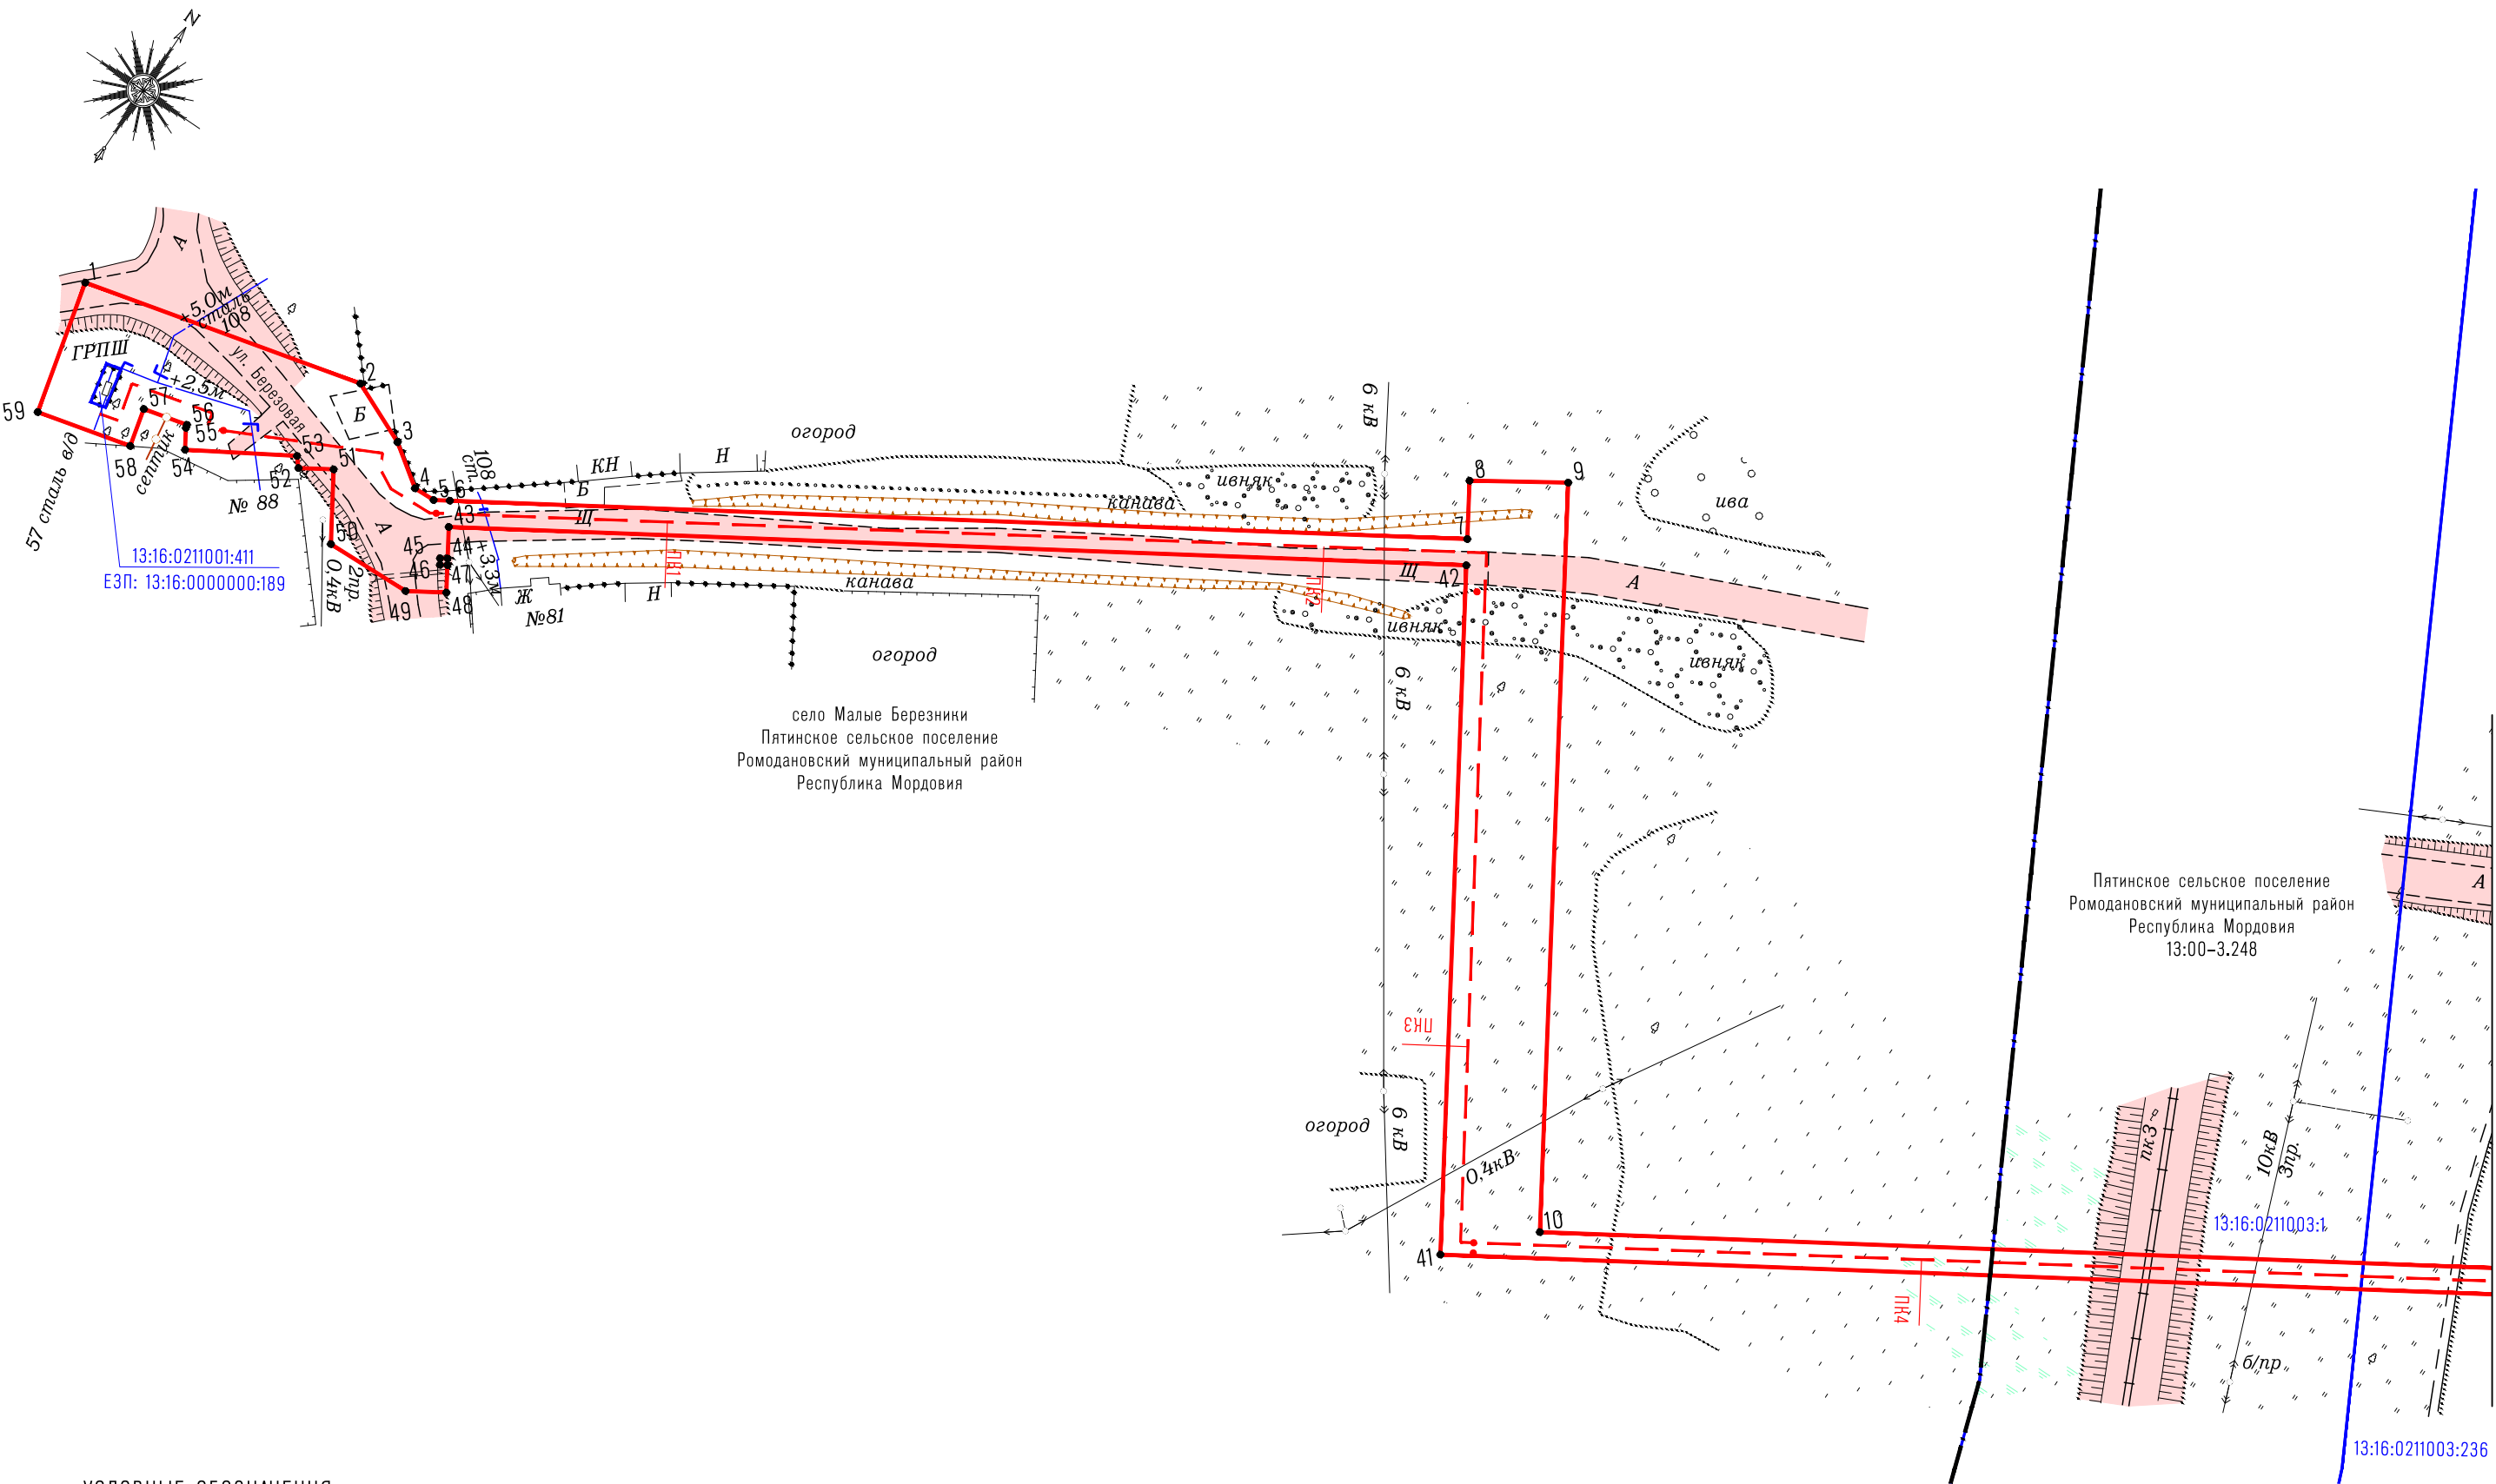 N
1
А
+5,0м
сталь
108
ул. Березовая
ГРПШ
+2,5м
2
Б
3
59
57
56
55
53
51
4
5
6
58
54
52
септик
57 сталь в/д
№ 88
А
108
ст.
КН
Н
Б
огород
Щ
43
50
45
44
46
47
+3,3м
49
48
2пр.
0,4кВ
13:16:0211001:411
ЕЗП: 13:16:0000000:189
Ж
№81
Н
ПК1
канава
канава
огород
ивняк
6 кВ
8
9
7
ива
ПК2
42
Щ
А
ивняк
ивняк
6 кВ
село Малые Березники
Пятинское сельское поселение
Ромодановский муниципальный район
Республика Мордовия
Пятинское сельское поселение
Ромодановский муниципальный район
Республика Мордовия
13:00-3.248
А
ПК3
огород
6 кВ
0,4кВ
10
41
ПК4
пк3
10кВ
3пр.
13:16:0211003:1
б/пр
13:16:0211003:236
УСЛОВНЫЕ ОБОЗНАЧЕНИЯ